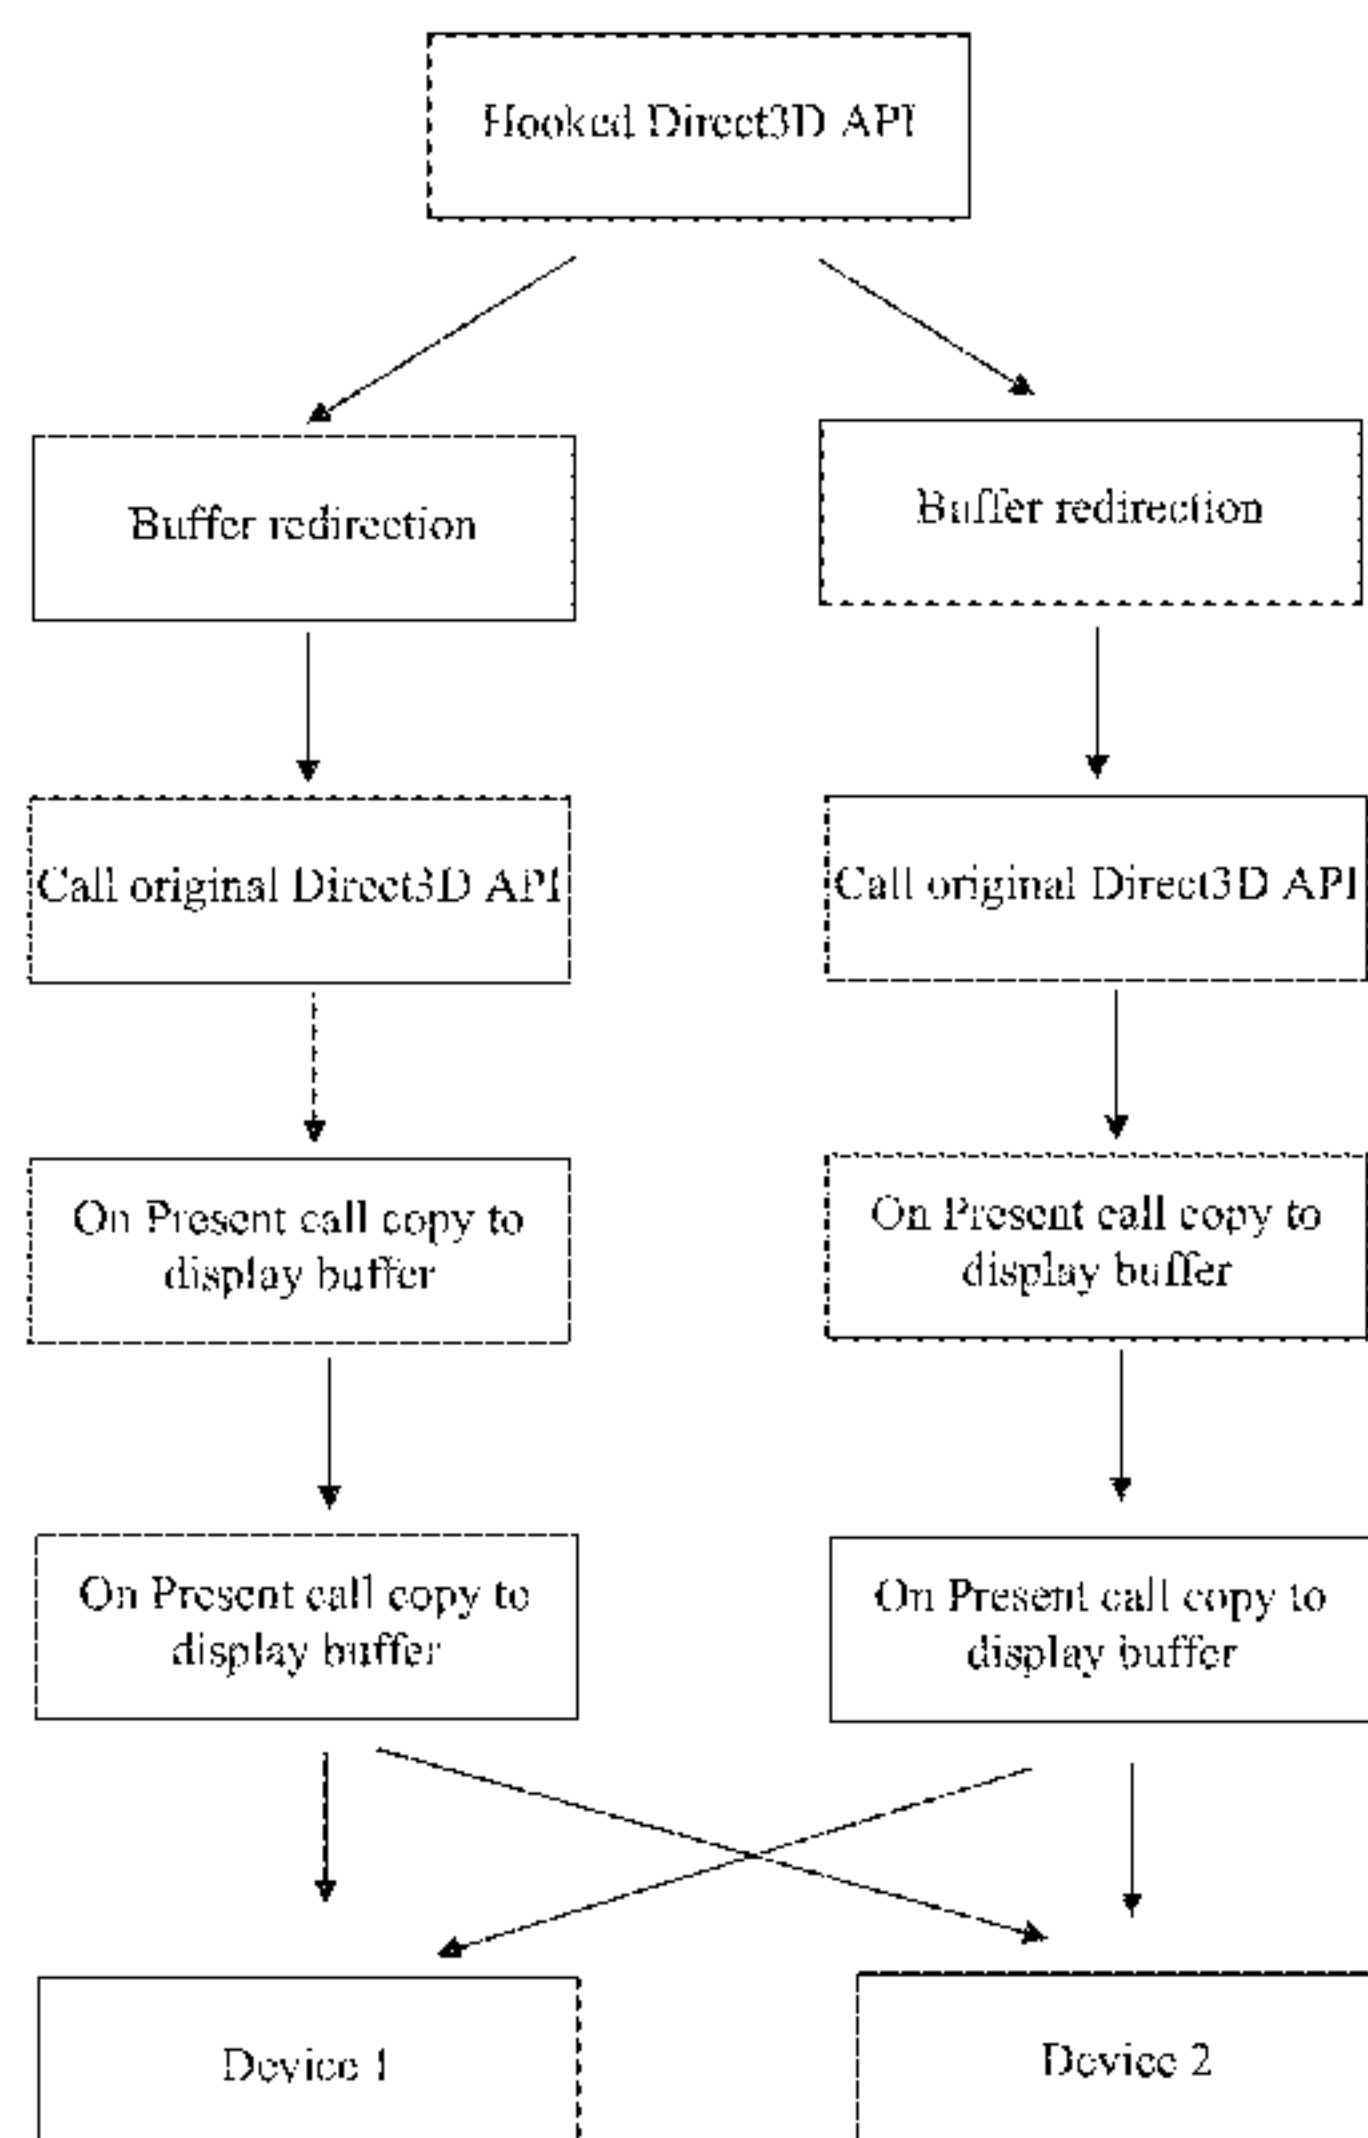 Hooked Direct3D API
Buffer redirection
Buffer redirection
Call original Direct3D API
Call original Direct3D API
On Present call copy to
display buffer
On Present call copy to
display buffer
On Present call copy to
display buffer
On Present call copy to
display buffer
Device 1
Device 2